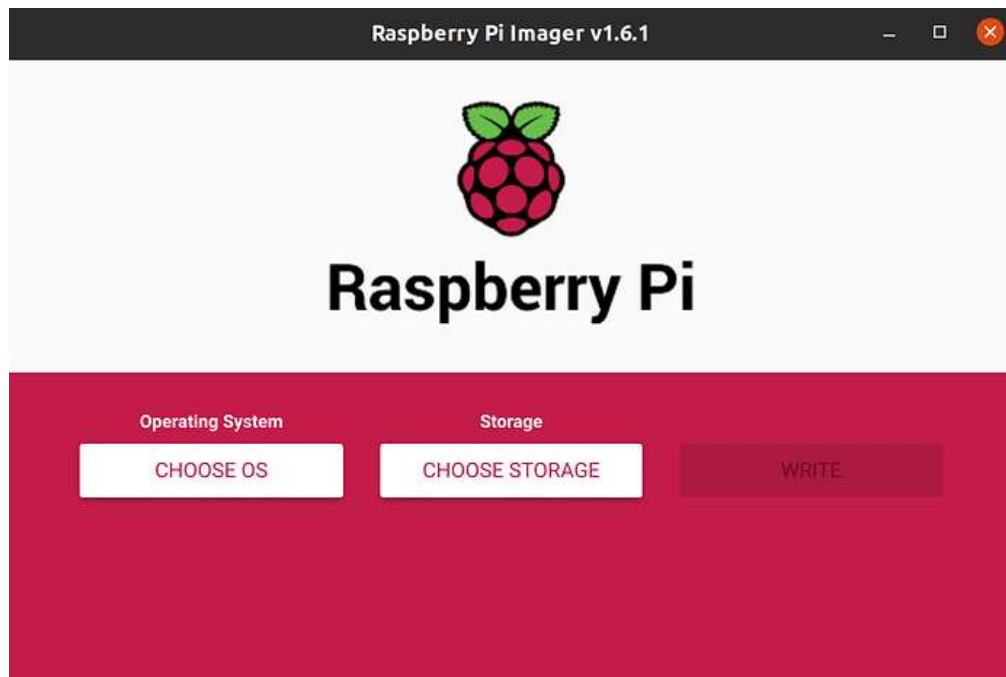 Raspberry Pi Imager v1.6.1
Raspberry Pi
Operating System
Storage
CHOOSE OS
CHOOSE STORAGE
WRITE